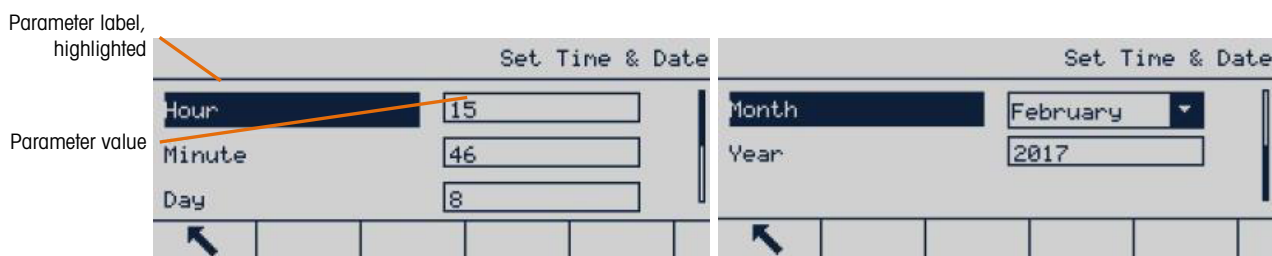 Parameter label,
highlighted
Parameter value
Set Time & Date
Hour 15
Minute 46
Day 8
Set Time & Date
Month February
Year 2017